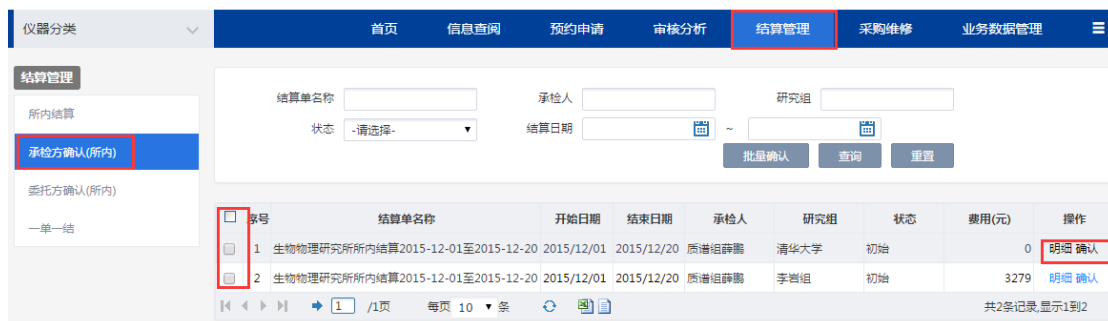 仪器分类 首页 信息查阅 预约申请 审核分析 结算管理 采购维修 业务数据管理
结算管理
所内结算
承检方确认(所内)
委托方确认(所内)
一单一结
结算单名称 承检人 研究组
状态 -请选择- 结算日期 ~
批量确认 查询 重置
序号 结算单名称 开始日期 结束日期 承检人 研究组 状态 费用(元) 操作
1 生物物理研究所所内结算2015-12-01至2015-12-20 2015/12/01 2015/12/20 质谱组薛鹏 清华大学 初始 0 明细 确认
2 生物物理研究所所内结算2015-12-01至2015-12-20 2015/12/01 2015/12/20 质谱组薛鹏 李岩组 初始 3279 明细 确认
1 /1页 每页 10 条 共2条记录,显示1到2